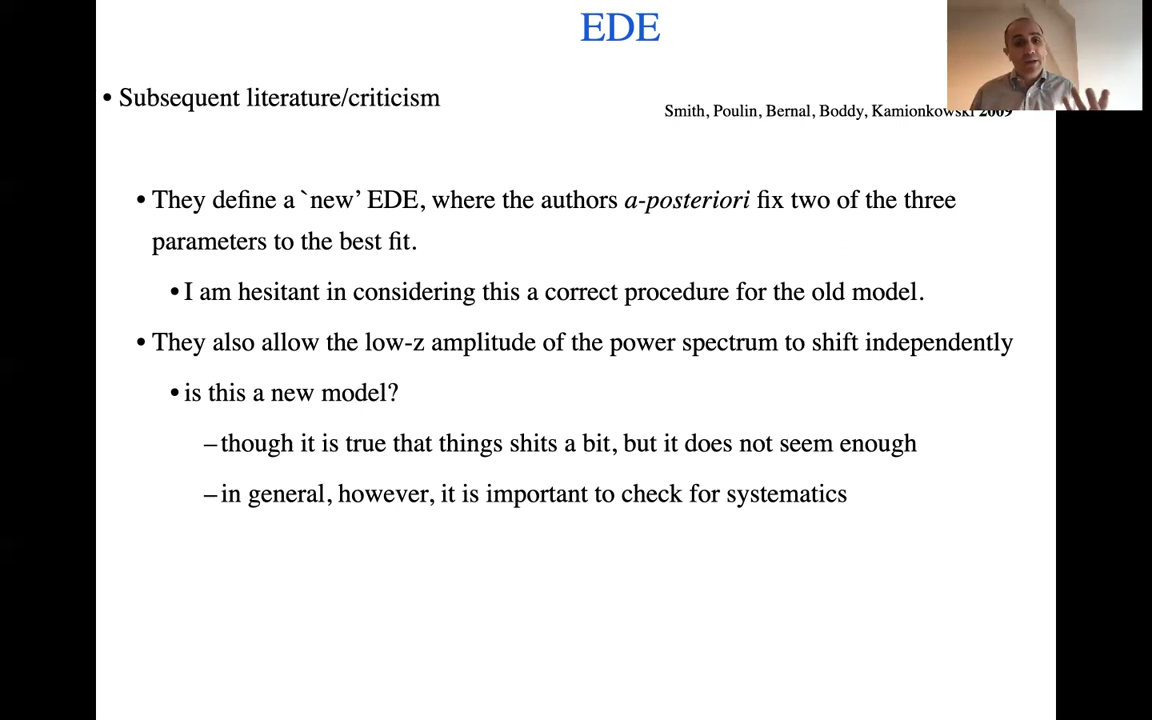 EDE
• Subsequent literature/criticism
Smith, Poulin, Bernal, Boddy, Kamionkowski 2009
• They define a `new' EDE, where the authors a-posteriori fix two of the three
parameters to the best fit.
• I am hesitant in considering this a correct procedure for the old model.
• They also allow the low-z amplitude of the power spectrum to shift independently
• is this a new model?
– though it is true that things shits a bit, but it does not seem enough
– in general, however, it is important to check for systematics